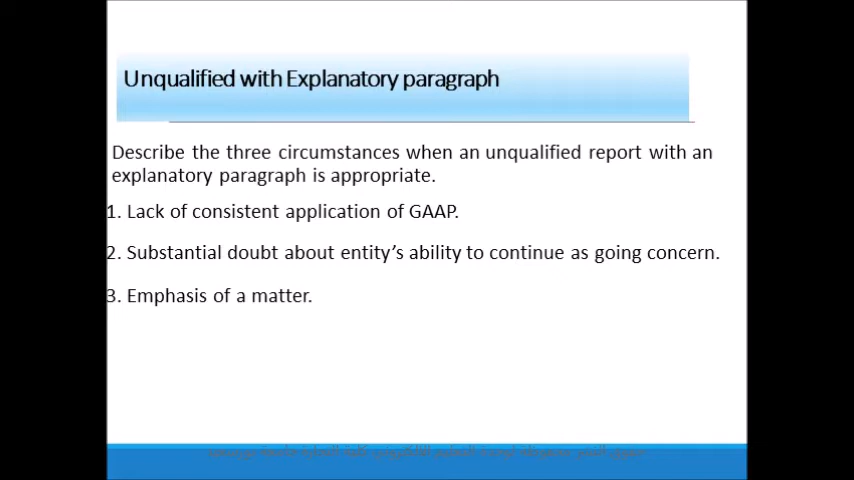 Unqualified with Explanatory paragraph
Describe the three circumstances when an unqualified report with an
explanatory paragraph is appropriate.
1. Lack of consistent application of GAAP.
2. Substantial doubt about entity’s ability to continue as going concern.
3. Emphasis of a matter.